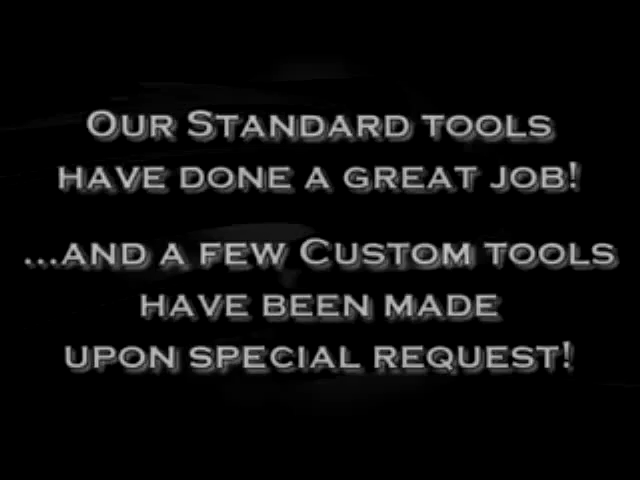 Our Standard tools
have done a great job!
...and a few Custom tools
have been made
upon special request!